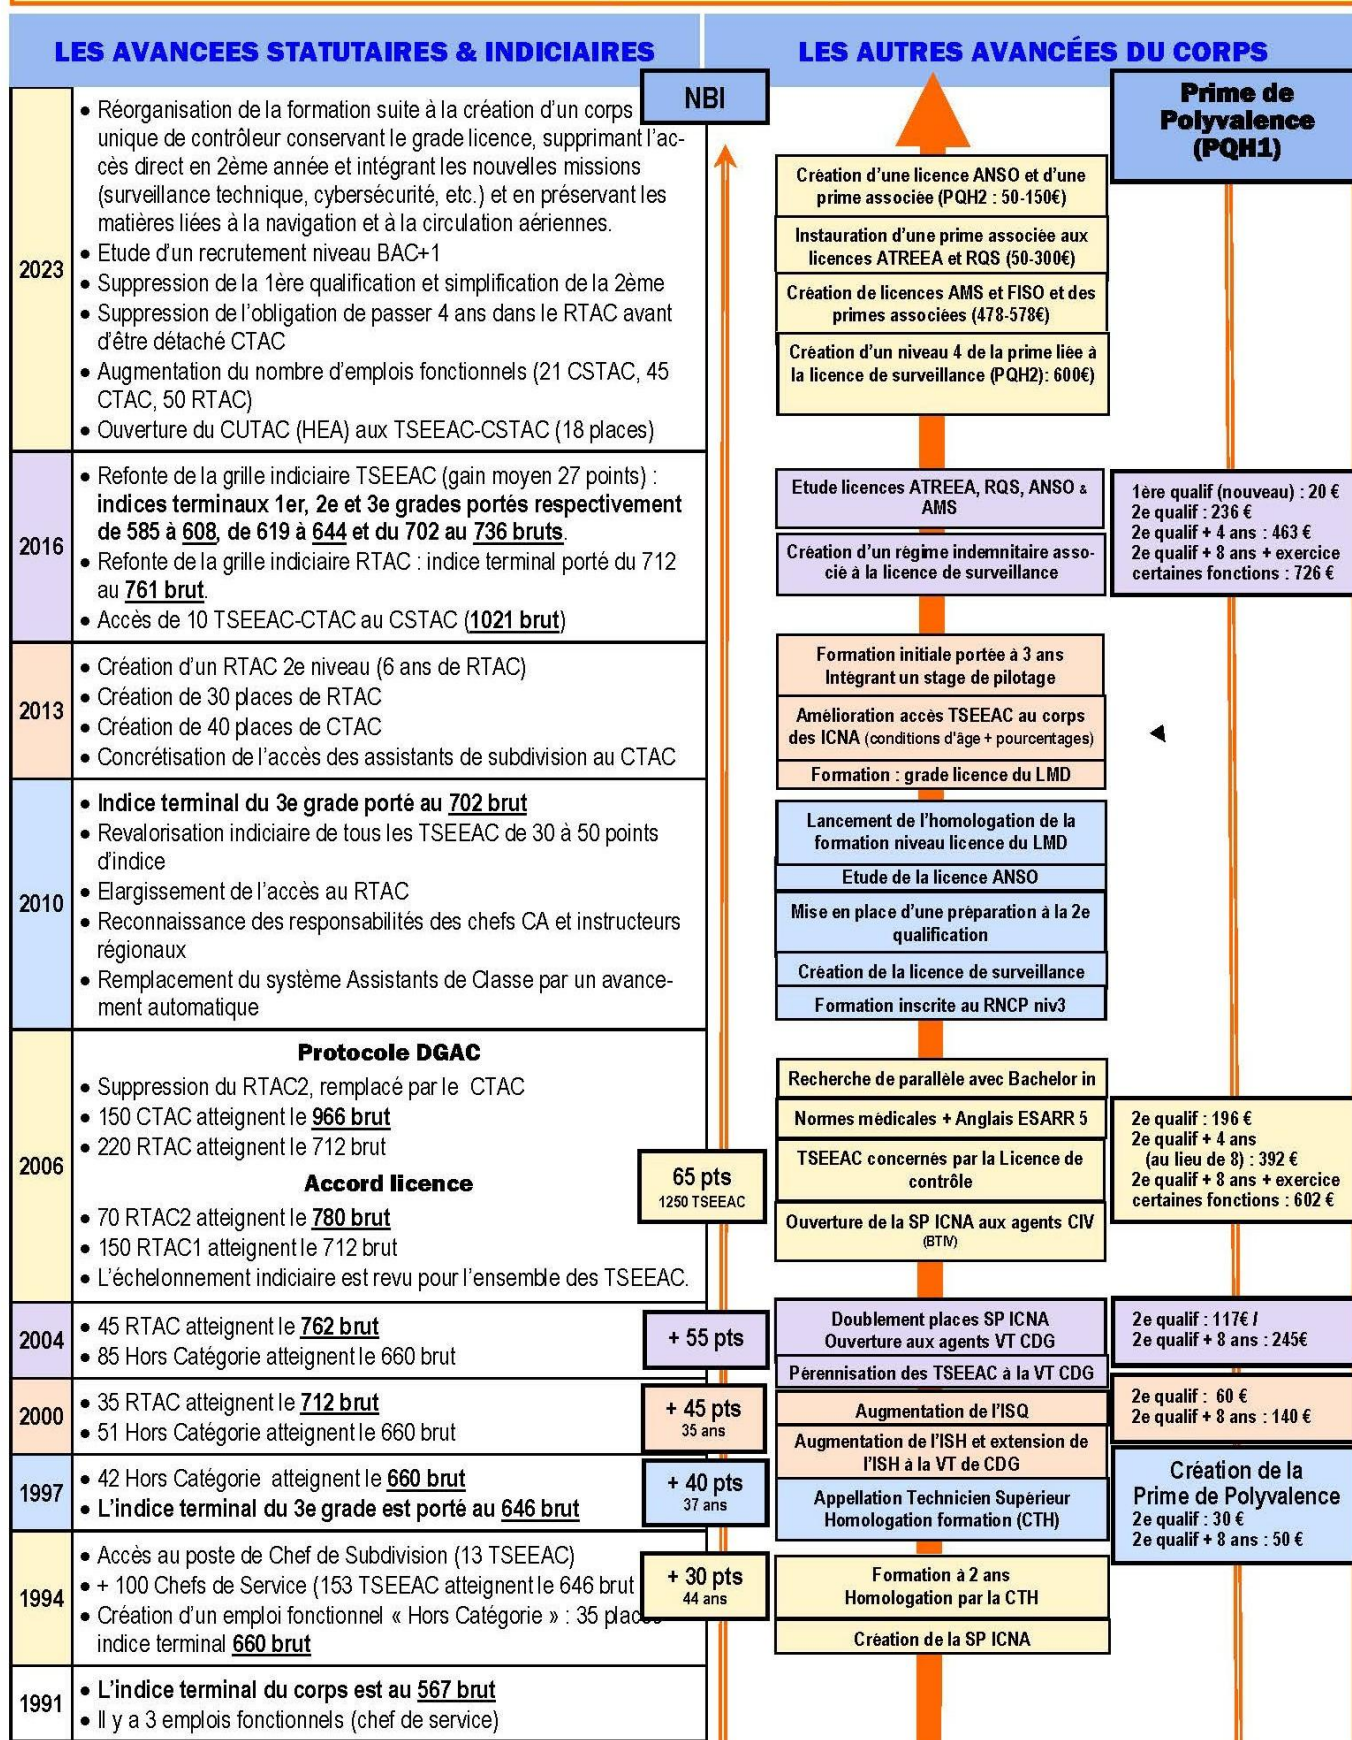 LES AVANCEES STATUTAIRES & INDICIAIRES
LES AUTRES AVANCÉES DU CORPS
NBI
Prime de
Polyvalence
(PQH1)
2023
• Réorganisation de la formation suite à la création d'un corps
unique de contrôleur conservant le grade licence, supprimant l'ac-
cès direct en 2ème année et intégrant les nouvelles missions
(surveillance technique, cybersécurité, etc.) et en préservant les
matières liées à la navigation et à la circulation aériennes.
• Etude d'un recrutement niveau BAC+1
• Suppression de la 1ère qualification et simplification de la 2ème
• Suppression de l'obligation de passer 4 ans dans le RTAC avant
d'être détaché CTAC
• Augmentation du nombre d'emplois fonctionnels (21 CSTAC, 45
CTAC, 50 RTAC)
• Ouverture du CUTAC (HEA) aux TSEEAC-CSTAC (18 places)
Création d'une licence ANSO et d'une
prime associée (PQH2 : 50-150€)
Instauration d'une prime associée aux
licences ATREEA et RQS (50-300€)
Création de licences AMS et FISO et des
primes associées (478-578€)
Création d'un niveau 4 de la prime liée à
la licence de surveillance (PQH2): 600€)
2016
• Refonte de la grille indiciaire TSEEAC (gain moyen 27 points) :
indices terminaux 1er, 2e et 3e grades portés respectivement
de 585 à 608, de 619 à 644 et du 702 au 736 bruts.
• Refonte de la grille indiciaire RTAC : indice terminal porté du 712
au 761 brut.
• Accès de 10 TSEEAC-CTAC au CSTAC (1021 brut)
Etude licences ATREEA, RQS, ANSO &
AMS
Création d'un régime indemnitaire asso-
cié à la licence de surveillance
1ère qualif (nouveau) : 20 €
2e qualif : 236 €
2e qualif + 4 ans : 463 €
2e qualif + 8 ans + exercice
certaines fonctions : 726 €
2013
• Création d'un RTAC 2e niveau (6 ans de RTAC)
• Création de 30 places de RTAC
• Création de 40 places de CTAC
• Concrétisation de l'accès des assistants de subdivision au CTAC
Formation initiale portée à 3 ans
Intégrant un stage de pilotage
Amélioration accès TSEEAC au corps
des ICNA (conditions d'âge + pourcentages)
Formation : grade licence du LMD
2010
• Indice terminal du 3e grade porté au 702 brut
• Revalorisation indiciaire de tous les TSEEAC de 30 à 50 points
d'indice
• Elargissement de l'accès au RTAC
• Reconnaissance des responsabilités des chefs CA et instructeurs
régionaux
• Remplacement du système Assistants de Classe par un avance-
ment automatique
Lancement de l'homologation de la
formation niveau licence du LMD
Etude de la licence ANSO
Mise en place d'une préparation à la 2e
qualification
Création de la licence de surveillance
Formation inscrite au RNCP niv3
2006
Protocole DGAC
• Suppression du RTAC2, remplacé par le CTAC
• 150 CTAC atteignent le 966 brut
• 220 RTAC atteignent le 712 brut
Accord licence
• 70 RTAC2 atteignent le 780 brut
• 150 RTAC1 atteignent le 712 brut
• L'échelonnement indiciaire est revu pour l'ensemble des TSEEAC.
65 pts
1250 TSEEAC
Recherche de parallèle avec Bachelor in
Normes médicales + Anglais ESARR 5
TSEEAC concernés par la Licence de
contrôle
Ouverture de la SP ICNA aux agents CIV
(BTIV)
2e qualif : 196 €
2e qualif + 4 ans
(au lieu de 8) : 392 €
2e qualif + 8 ans + exercice
certaines fonctions : 602 €
2004
• 45 RTAC atteignent le 762 brut
• 85 Hors Catégorie atteignent le 660 brut
+ 55 pts
Doublement places SP ICNA
Ouverture aux agents VT CDG
Pérennisation des TSEEAC à la VT CDG
2e qualif : 117€ /
2e qualif + 8 ans : 245€
2000
• 35 RTAC atteignent le 712 brut
• 51 Hors Catégorie atteignent le 660 brut
+ 45 pts
35 ans
Augmentation de l'ISQ
Augmentation de l'ISH et extension de
l'ISH à la VT de CDG
2e qualif : 60 €
2e qualif + 8 ans : 140 €
1997
• 42 Hors Catégorie atteignent le 660 brut
• L'indice terminal du 3e grade est porté au 646 brut
+ 40 pts
37 ans
Appellation Technicien Supérieur
Homologation formation (CTH)
Création de la
Prime de Polyvalence
2e qualif : 30 €
2e qualif + 8 ans : 50 €
1994
• Accès au poste de Chef de Subdivision (13 TSEEAC)
• + 100 Chefs de Service (153 TSEEAC atteignent le 646 brut
• Création d'un emploi fonctionnel « Hors Catégorie » : 35 places
indice terminal 660 brut
+ 30 pts
44 ans
Formation à 2 ans
Homologation par la CTH
Création de la SP ICNA
1991
• L'indice terminal du corps est au 567 brut
• Il y a 3 emplois fonctionnels (chef de service)